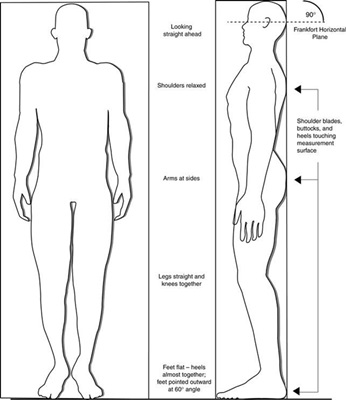 Looking
straight ahead
90°
Frankfort Horizontal
Plane
Shoulders relaxed
Shoulder blades,
buttocks, and
heels touching
measurement
surface
Arms at sides
Legs straight and
knees together
Feet flat – heels
almost together;
feet pointed outward
at 60° angle